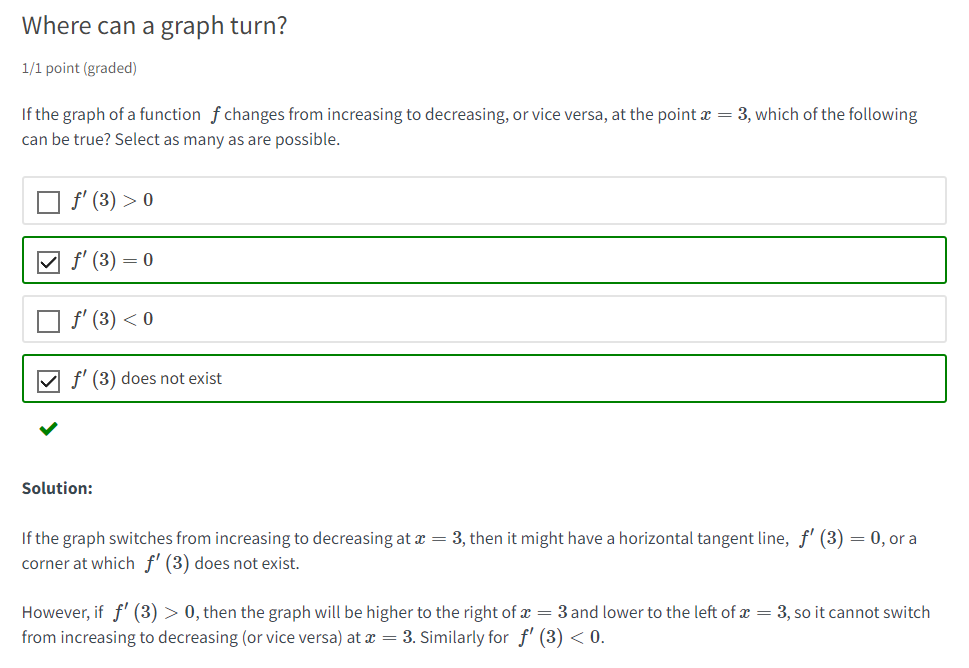 Where can a graph turn?
1/1 point (graded)
If the graph of a function f changes from increasing to decreasing, or vice versa, at the point x = 3, which of the following
can be true? Select as many as are possible.
f′ (3) > 0
f′ (3) = 0
f′ (3) < 0
f′ (3) does not exist
Solution:
If the graph switches from increasing to decreasing at x = 3, then it might have a horizontal tangent line, f′ (3) = 0, or a
corner at which f′ (3) does not exist.
However, if f′ (3) > 0, then the graph will be higher to the right of x = 3 and lower to the left of x = 3, so it cannot switch
from increasing to decreasing (or vice versa) at x = 3. Similarly for f′ (3) < 0.